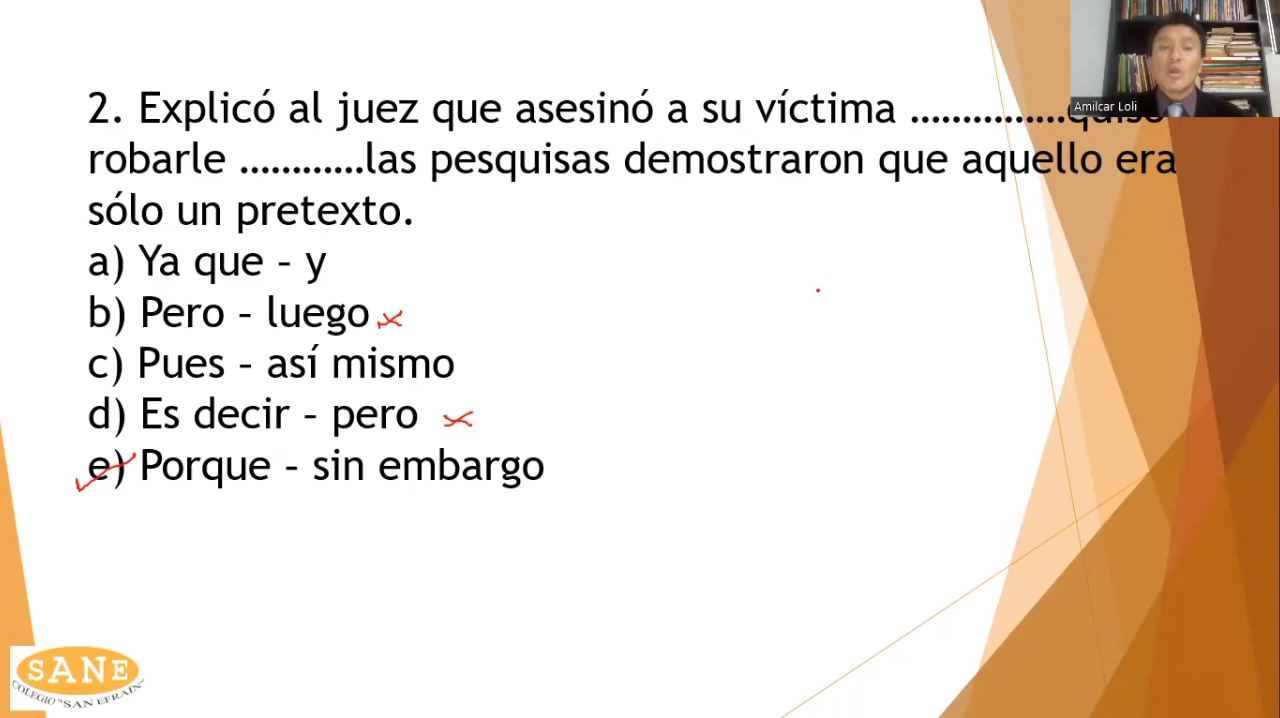 Amilcar Loli
2. Explicó al juez que asesinó a su víctima ...............quiso
robarle ............las pesquisas demostraron que aquello era
sólo un pretexto.
a) Ya que – y
b) Pero – luego
c) Pues – así mismo
d) Es decir – pero
e) Porque – sin embargo
SANE
COLEGIO "SAN EFRAIN"